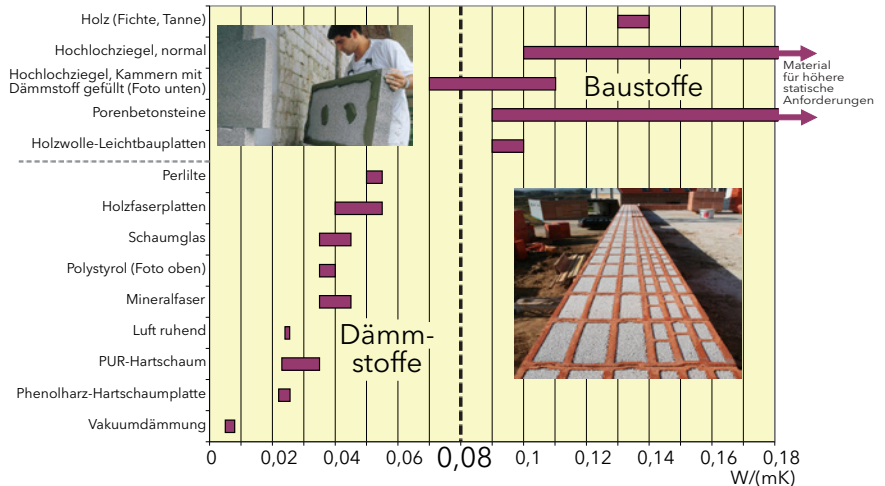 Holz (Fichte, Tanne)
Hochlochziegel, normal
Hochlochziegel, Kammern mit
Dämmstoff gefüllt (Foto unten)
Porenbetonsteine
Holzwolle-Leichtbauplatten
Perlilte
Holzfaserplatten
Schaumglas
Polystyrol (Foto oben)
Mineralfaser
Luft ruhend
PUR-Hartschaum
Phenolharz-Hartschaumplatte
Vakuumdämmung
Baustoffe
Material
für höhere
statische
Anforderungen
Dämm-
stoffe
0 0,02 0,04 0,06 0,08 0,1 0,12 0,14 0,16 0,18
W/(mK)